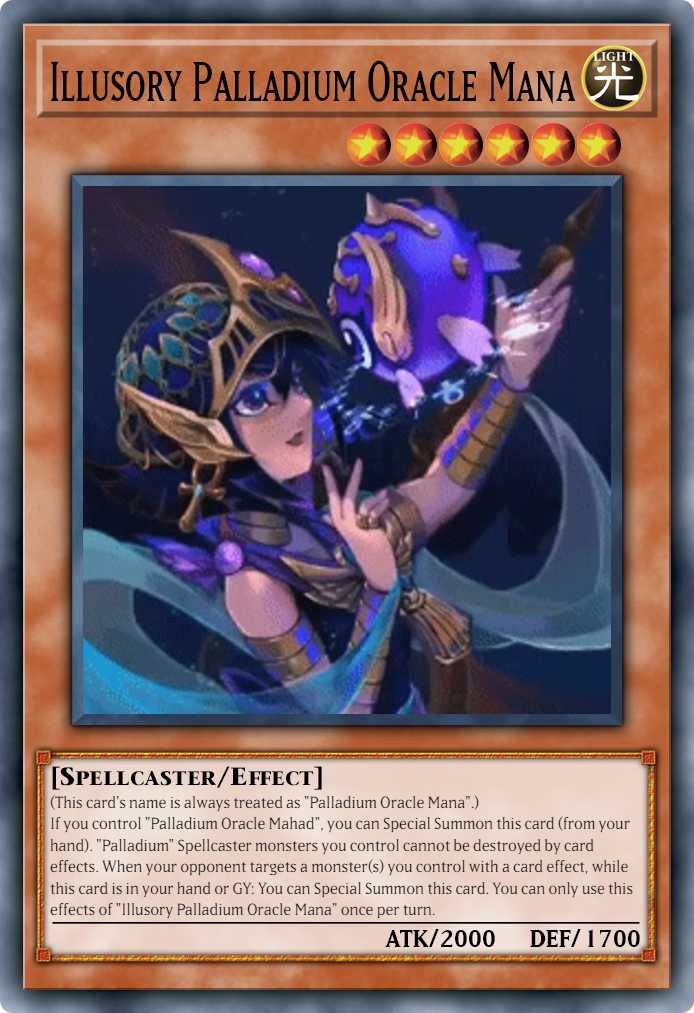 Illusory Palladium Oracle Mana
LIGHT
光
[Spellcaster/Effect]
(This card's name is always treated as "Palladium Oracle Mana".)
If you control "Palladium Oracle Mahad", you can Special Summon this card (from your
hand). "Palladium" Spellcaster monsters you control cannot be destroyed by card
effects. When your opponent targets a monster(s) you control with a card effect, while
this card is in your hand or GY: You can Special Summon this card. You can only use this
effects of "Illusory Palladium Oracle Mana" once per turn.
ATK/2000 DEF/1700